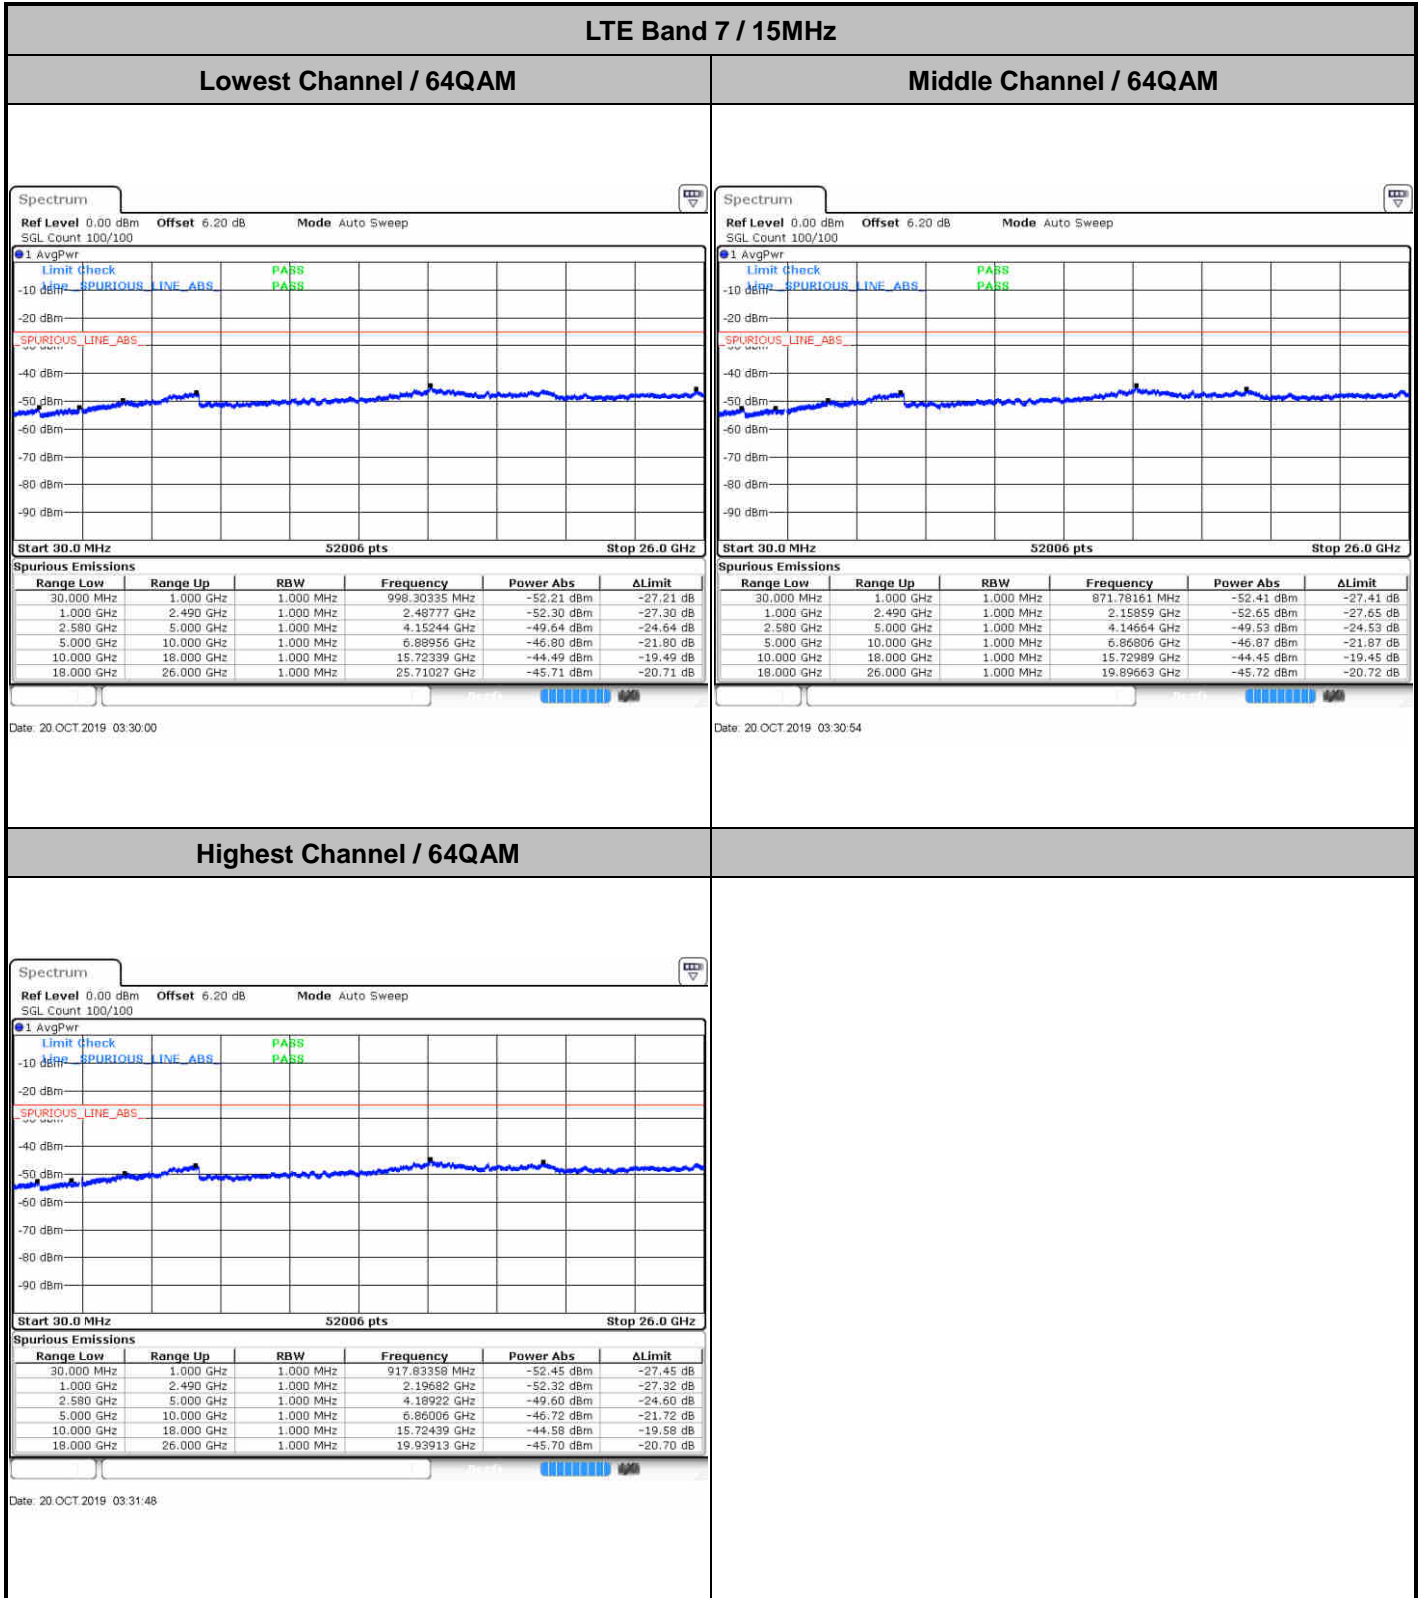 LTE Band 7 / 15MHz
Lowest Channel / 64QAM
Middle Channel / 64QAM
Spectrum
Ref Level 0.00 dBm Offset 6.20 dB Mode Auto Sweep
SGL Count 100/100
1 AvgPwr
Limit Check PASS
Line _SPURIOUS_LINE_ABS_ PASS
-10 dBm
-20 dBm
_SPURIOUS_LINE_ABS_
-30 dBm
-40 dBm
-50 dBm
-60 dBm
-70 dBm
-80 dBm
-90 dBm
Start 30.0 MHz 52006 pts Stop 26.0 GHz
Spurious Emissions
Range Low Range Up RBW Frequency Power Abs ΔLimit
30.000 MHz 1.000 GHz 1.000 MHz 998.30335 MHz -52.21 dBm -27.21 dB
1.000 GHz 2.490 GHz 1.000 MHz 2.48777 GHz -52.30 dBm -27.30 dB
2.580 GHz 5.000 GHz 1.000 MHz 4.15244 GHz -49.64 dBm -24.64 dB
5.000 GHz 10.000 GHz 1.000 MHz 6.88956 GHz -46.80 dBm -21.80 dB
10.000 GHz 18.000 GHz 1.000 MHz 15.72339 GHz -44.49 dBm -19.49 dB
18.000 GHz 26.000 GHz 1.000 MHz 25.71027 GHz -45.71 dBm -20.71 dB
Date: 20.OCT.2019 03:30:00
Spectrum
Ref Level 0.00 dBm Offset 6.20 dB Mode Auto Sweep
SGL Count 100/100
1 AvgPwr
Limit Check PASS
Line _SPURIOUS_LINE_ABS_ PASS
-10 dBm
-20 dBm
_SPURIOUS_LINE_ABS_
-30 dBm
-40 dBm
-50 dBm
-60 dBm
-70 dBm
-80 dBm
-90 dBm
Start 30.0 MHz 52006 pts Stop 26.0 GHz
Spurious Emissions
Range Low Range Up RBW Frequency Power Abs ΔLimit
30.000 MHz 1.000 GHz 1.000 MHz 871.78161 MHz -52.41 dBm -27.41 dB
1.000 GHz 2.490 GHz 1.000 MHz 2.15859 GHz -52.65 dBm -27.65 dB
2.580 GHz 5.000 GHz 1.000 MHz 4.14664 GHz -49.53 dBm -24.53 dB
5.000 GHz 10.000 GHz 1.000 MHz 6.86806 GHz -46.87 dBm -21.87 dB
10.000 GHz 18.000 GHz 1.000 MHz 15.72989 GHz -44.45 dBm -19.45 dB
18.000 GHz 26.000 GHz 1.000 MHz 19.89663 GHz -45.72 dBm -20.72 dB
Date: 20.OCT.2019 03:30:54
Highest Channel / 64QAM
Spectrum
Ref Level 0.00 dBm Offset 6.20 dB Mode Auto Sweep
SGL Count 100/100
1 AvgPwr
Limit Check PASS
Line _SPURIOUS_LINE_ABS_ PASS
-10 dBm
-20 dBm
_SPURIOUS_LINE_ABS_
-30 dBm
-40 dBm
-50 dBm
-60 dBm
-70 dBm
-80 dBm
-90 dBm
Start 30.0 MHz 52006 pts Stop 26.0 GHz
Spurious Emissions
Range Low Range Up RBW Frequency Power Abs ΔLimit
30.000 MHz 1.000 GHz 1.000 MHz 917.83358 MHz -52.45 dBm -27.45 dB
1.000 GHz 2.490 GHz 1.000 MHz 2.19682 GHz -52.32 dBm -27.32 dB
2.580 GHz 5.000 GHz 1.000 MHz 4.18922 GHz -49.60 dBm -24.60 dB
5.000 GHz 10.000 GHz 1.000 MHz 6.86006 GHz -46.72 dBm -21.72 dB
10.000 GHz 18.000 GHz 1.000 MHz 15.72439 GHz -44.58 dBm -19.58 dB
18.000 GHz 26.000 GHz 1.000 MHz 19.93913 GHz -45.70 dBm -20.70 dB
Date: 20.OCT.2019 03:31:48